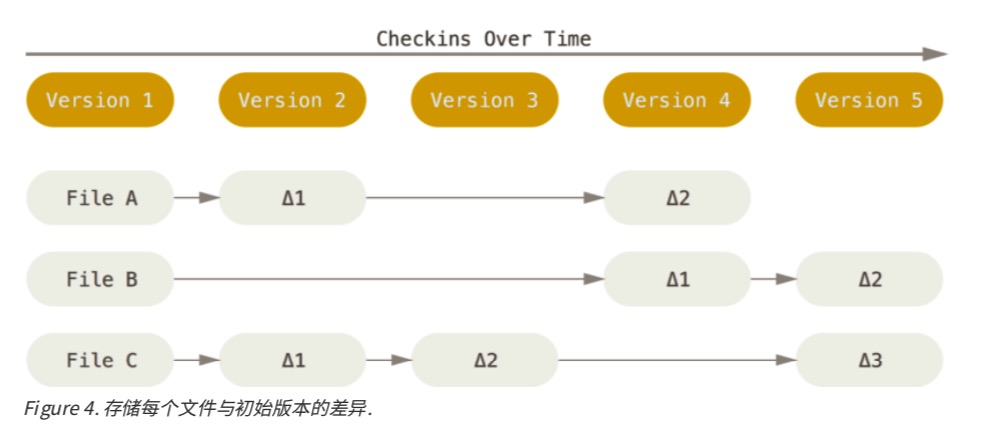 Checkins Over Time
Version 1 Version 2 Version 3 Version 4 Version 5
File A Δ1 Δ2
File B Δ1 Δ2
File C Δ1 Δ2 Δ3
Figure 4. 存储每个文件与初始版本的差异.